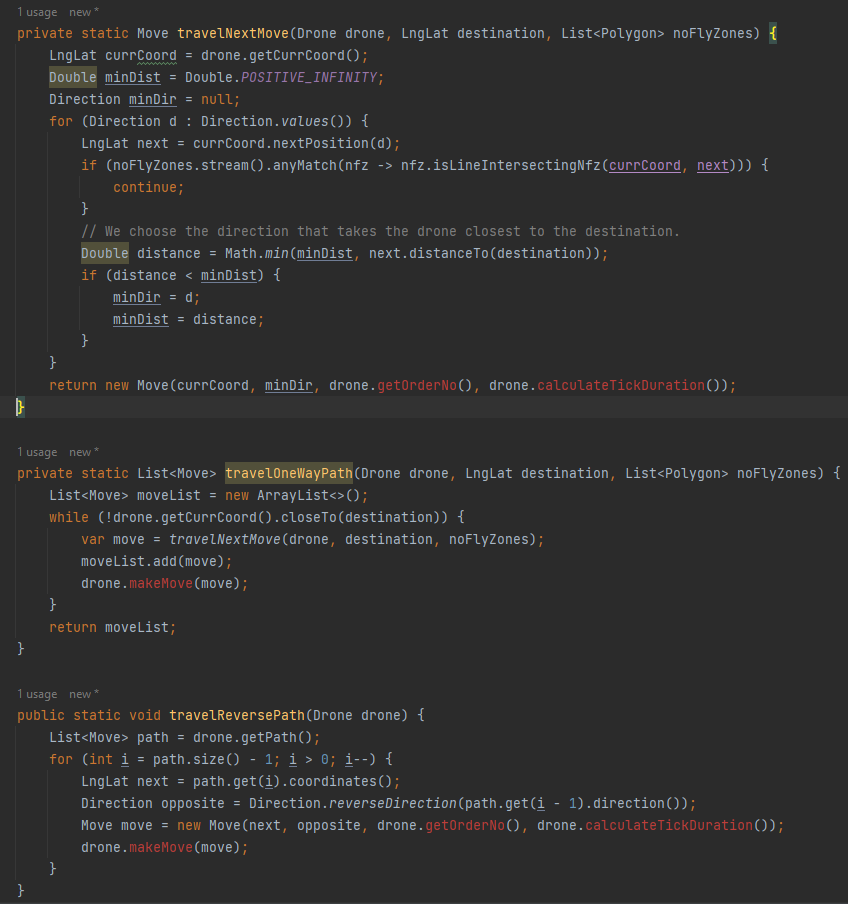 1 usage   new *
private static Move travelNextMove(Drone drone, LngLat destination, List<Polygon> noFlyZones) {
    LngLat currCoord = drone.getCurrCoord();
    Double minDist = Double.POSITIVE_INFINITY;
    Direction minDir = null;
    for (Direction d : Direction.values()) {
        LngLat next = currCoord.nextPosition(d);
        if (noFlyZones.stream().anyMatch(nfz -> nfz.isLineIntersectingNfz(currCoord, next))) {
            continue;
        }
        // We choose the direction that takes the drone closest to the destination.
        Double distance = Math.min(minDist, next.distanceTo(destination));
        if (distance < minDist) {
            minDir = d;
            minDist = distance;
        }
    }
    return new Move(currCoord, minDir, drone.getOrderNo(), drone.calculateTickDuration());
}
1 usage   new *
private static List<Move> travelOneWayPath(Drone drone, LngLat destination, List<Polygon> noFlyZones) {
    List<Move> moveList = new ArrayList<>();
    while (!drone.getCurrCoord().closeTo(destination)) {
        var move = travelNextMove(drone, destination, noFlyZones);
        moveList.add(move);
        drone.makeMove(move);
    }
    return moveList;
}
1 usage   new *
public static void travelReversePath(Drone drone) {
    List<Move> path = drone.getPath();
    for (int i = path.size() - 1; i > 0; i--) {
        LngLat next = path.get(i).coordinates();
        Direction opposite = Direction.reverseDirection(path.get(i - 1).direction());
        Move move = new Move(next, opposite, drone.getOrderNo(), drone.calculateTickDuration());
        drone.makeMove(move);
    }
}